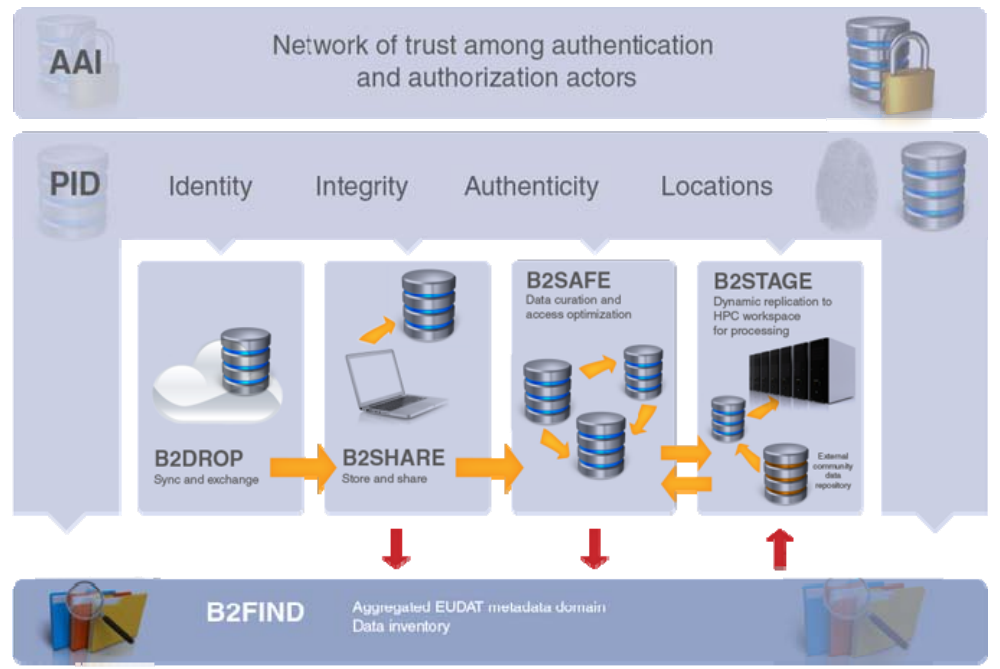 AAI
Network of trust among authentication
and authorization actors
PID
Identity
Integrity
Authenticity
Locations
B2DROP
Sync and exchange
B2SHARE
Store and share
B2SAFE
Data curation and
access optimization
B2STAGE
Dynamic replication to
HPC workspace
for processing
External
community
data
repository
B2FIND
Aggregated EUDAT metadata domain
Data inventory